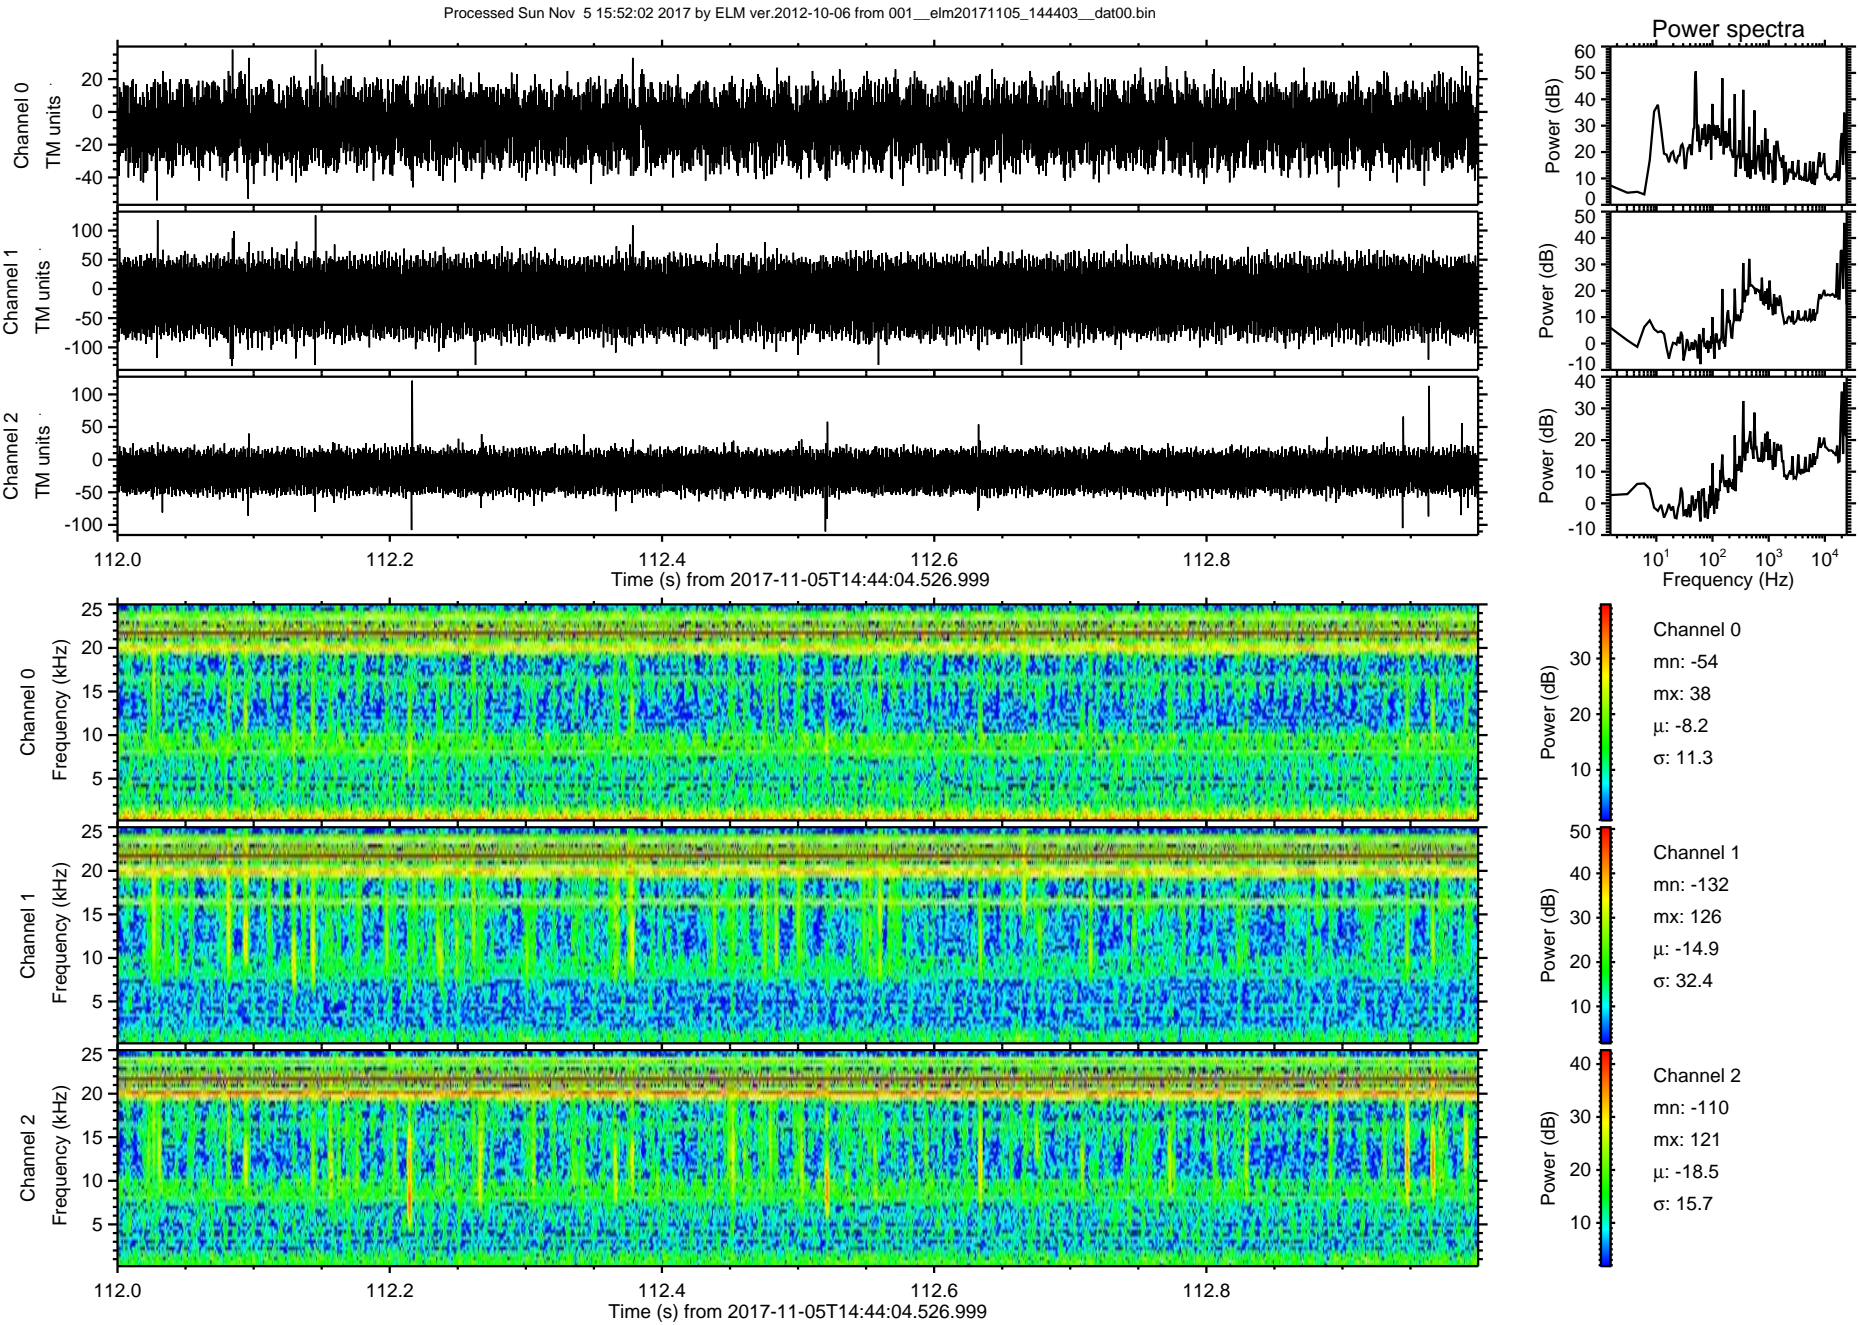 Processed Sun Nov 5 15:52:02 2017 by ELM ver.2012-10-06 from 001__elm20171105_144403__dat00.bin
Power spectra
Channel 0
TM units
20
0
-20
-40
Power (dB)
60
50
40
30
20
10
0
Channel 1
TM units
100
50
0
-50
-100
Power (dB)
50
40
30
20
10
0
-10
Channel 2
TM units
100
50
0
-50
-100
Power (dB)
40
30
20
10
0
-10
112.0 112.2 112.4 112.6 112.8
Time (s) from 2017-11-05T14:44:04.526.999
10^1 10^2 10^3 10^4
Frequency (Hz)
Channel 0
Frequency (kHz)
25
20
15
10
5
Power (dB)
30
20
10
Channel 0
mn: -54
mx: 38
μ: -8.2
σ: 11.3
Channel 1
Frequency (kHz)
25
20
15
10
5
Power (dB)
50
40
30
20
10
Channel 1
mn: -132
mx: 126
μ: -14.9
σ: 32.4
Channel 2
Frequency (kHz)
25
20
15
10
5
Power (dB)
40
30
20
10
Channel 2
mn: -110
mx: 121
μ: -18.5
σ: 15.7
112.0 112.2 112.4 112.6 112.8
Time (s) from 2017-11-05T14:44:04.526.999